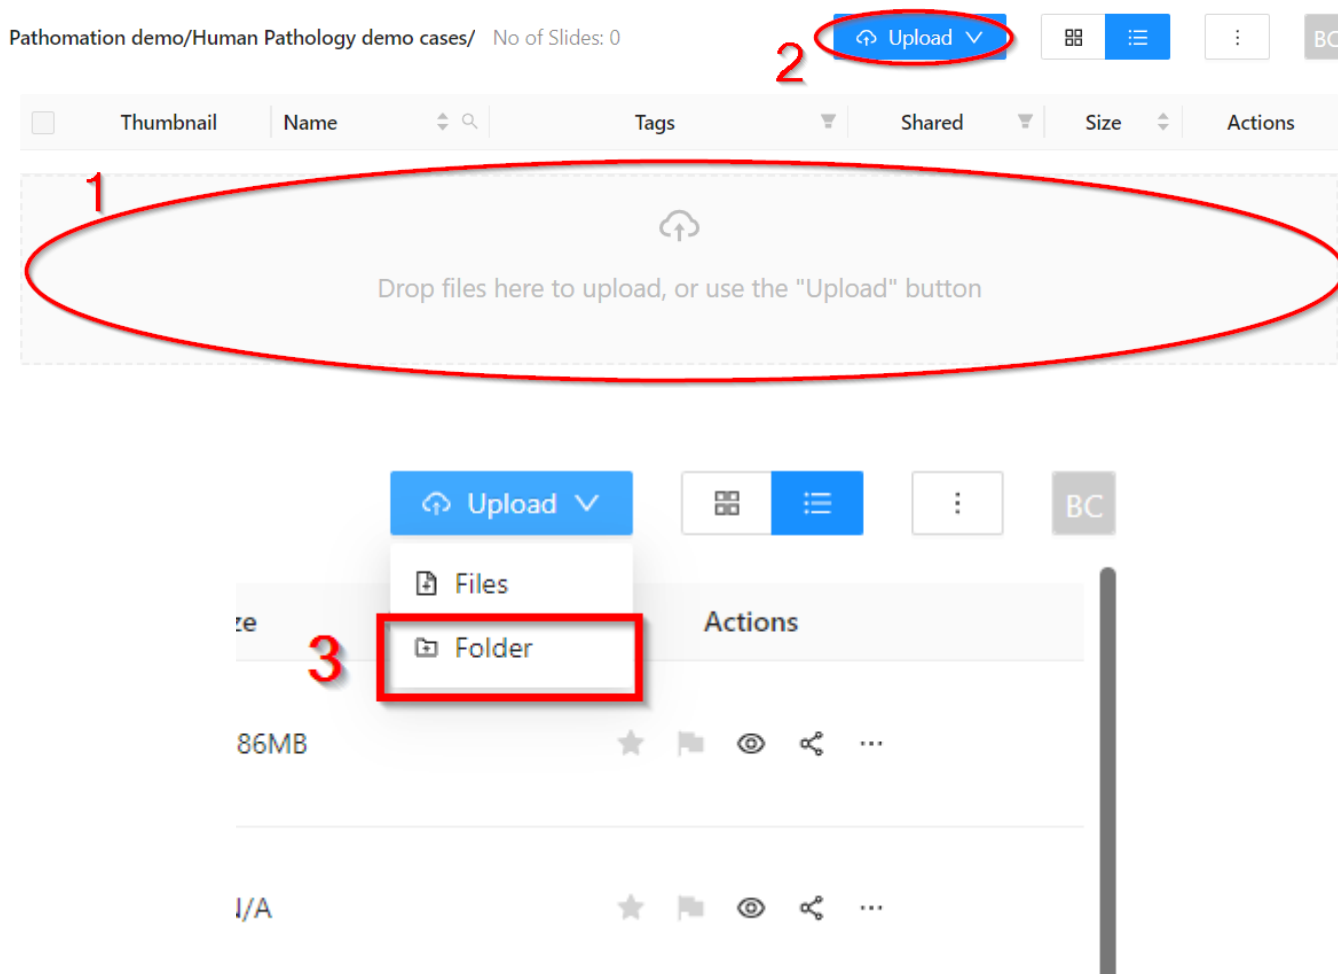 Pathomation demo/Human Pathology demo cases/ No of Slides: 0
2
Upload
BC
Thumbnail Name Tags Shared Size Actions
1
Drop files here to upload, or use the "Upload" button
Upload
BC
Files
ze
Actions
3
Folder
86MB
N/A